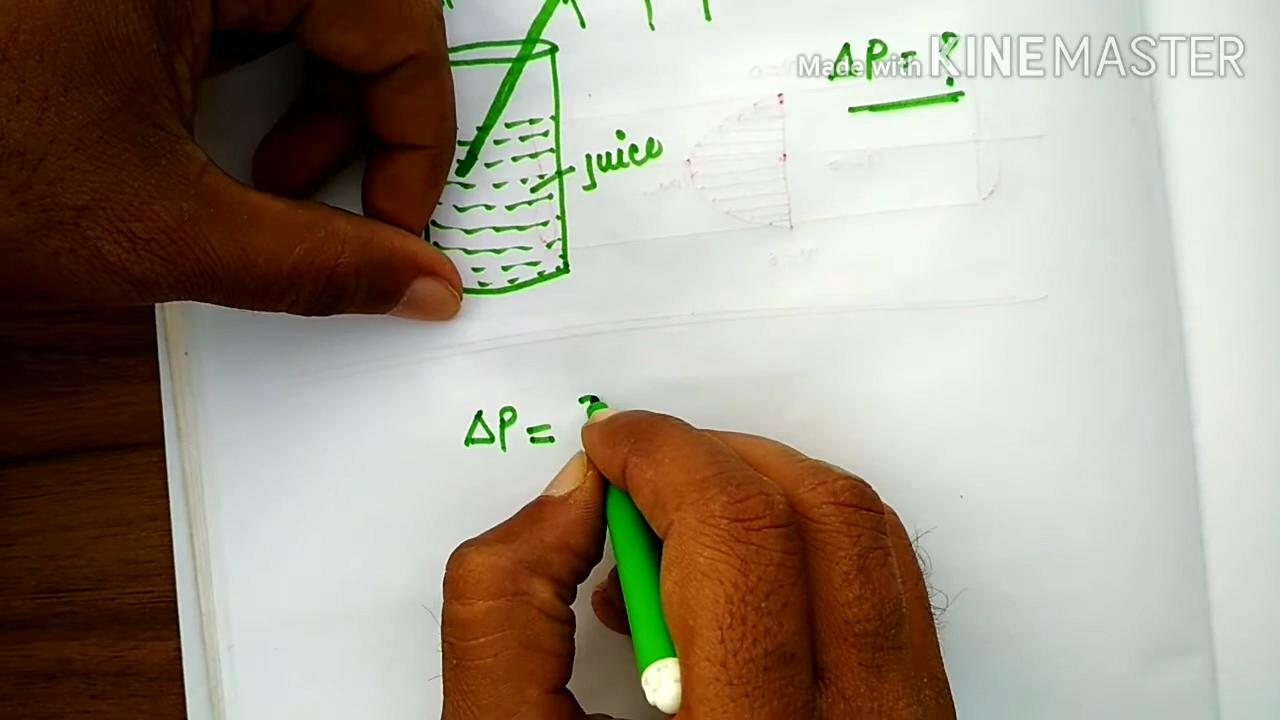 ΔP = ?
Made with KINEMASTER
juice
ΔP =